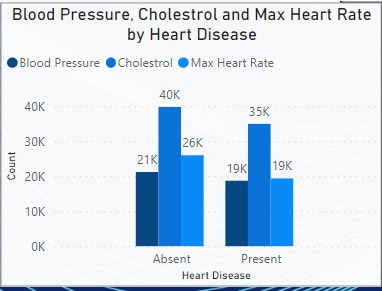 Blood Pressure, Cholestrol and Max Heart Rate
by Heart Disease
Blood Pressure Cholestrol Max Heart Rate
40K
40K
35K
30K
26K
21K
19K
19K
20K
10K
0K
Count
Absent Present
Heart Disease